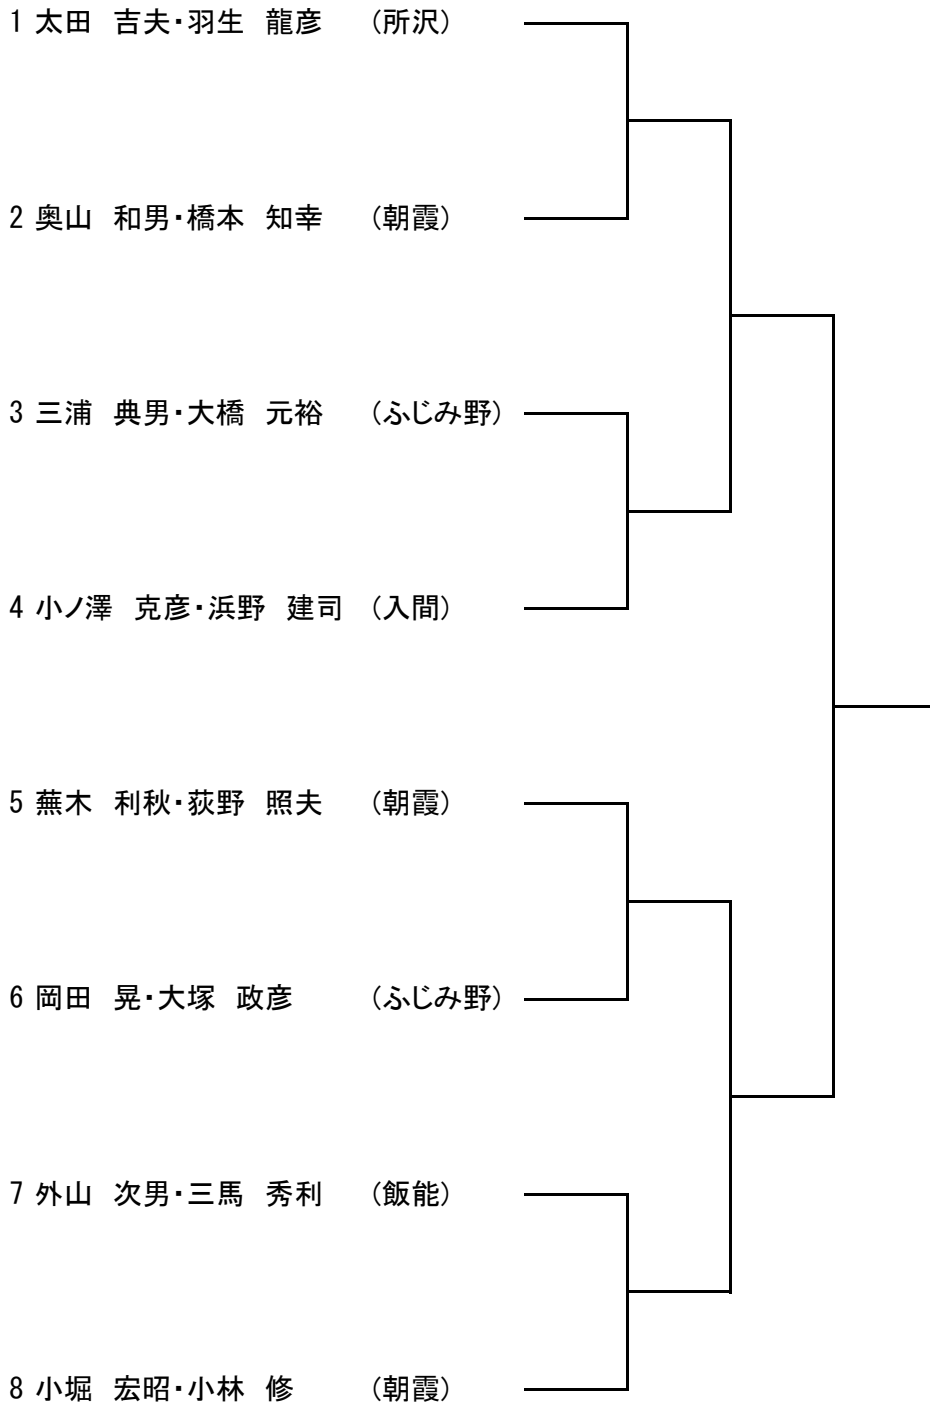 1 太田　吉夫・羽生　龍彦　（所沢）
2 奥山　和男・橋本　知幸　（朝霞）
3 三浦　典男・大橋　元裕　（ふじみ野）
4 小ノ澤　克彦・浜野　建司　（入間）
5 蕪木　利秋・荻野　照夫　（朝霞）
6 岡田　晃・大塚　政彦　（ふじみ野）
7 外山　次男・三馬　秀利　（飯能）
8 小堀　宏昭・小林　修　（朝霞）